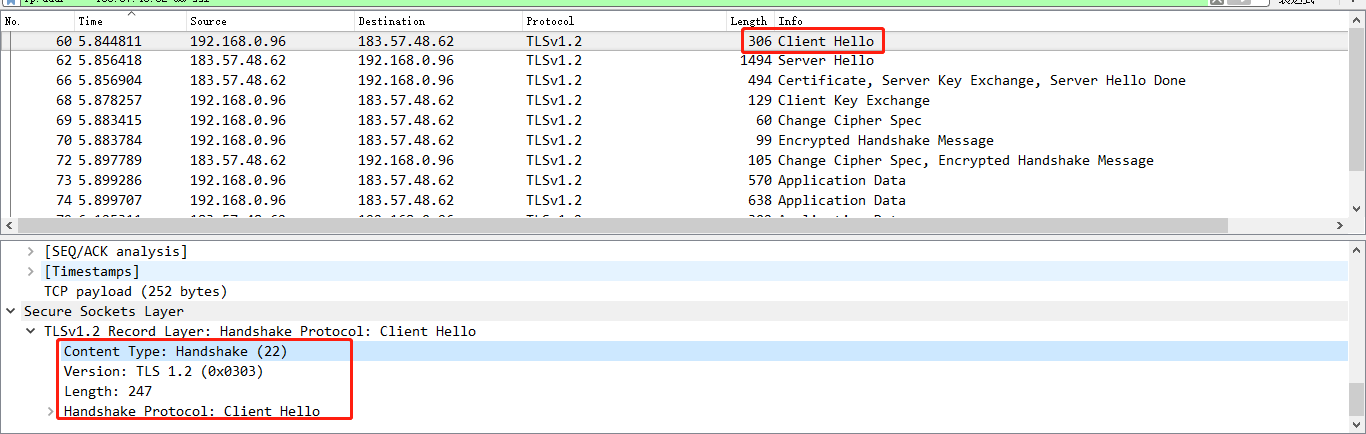 No. Time Source Destination Protocol Length Info
60 5.844811 192.168.0.96 183.57.48.62 TLSv1.2 306 Client Hello
62 5.856418 183.57.48.62 192.168.0.96 TLSv1.2 1494 Server Hello
66 5.856904 183.57.48.62 192.168.0.96 TLSv1.2 494 Certificate, Server Key Exchange, Server Hello Done
68 5.878257 192.168.0.96 183.57.48.62 TLSv1.2 129 Client Key Exchange
69 5.883415 192.168.0.96 183.57.48.62 TLSv1.2 60 Change Cipher Spec
70 5.883784 192.168.0.96 183.57.48.62 TLSv1.2 99 Encrypted Handshake Message
72 5.897789 183.57.48.62 192.168.0.96 TLSv1.2 105 Change Cipher Spec, Encrypted Handshake Message
73 5.899286 192.168.0.96 183.57.48.62 TLSv1.2 570 Application Data
74 5.899707 192.168.0.96 183.57.48.62 TLSv1.2 638 Application Data
[SEQ/ACK analysis]
[Timestamps]
TCP payload (252 bytes)
Secure Sockets Layer
TLSv1.2 Record Layer: Handshake Protocol: Client Hello
Content Type: Handshake (22)
Version: TLS 1.2 (0x0303)
Length: 247
Handshake Protocol: Client Hello